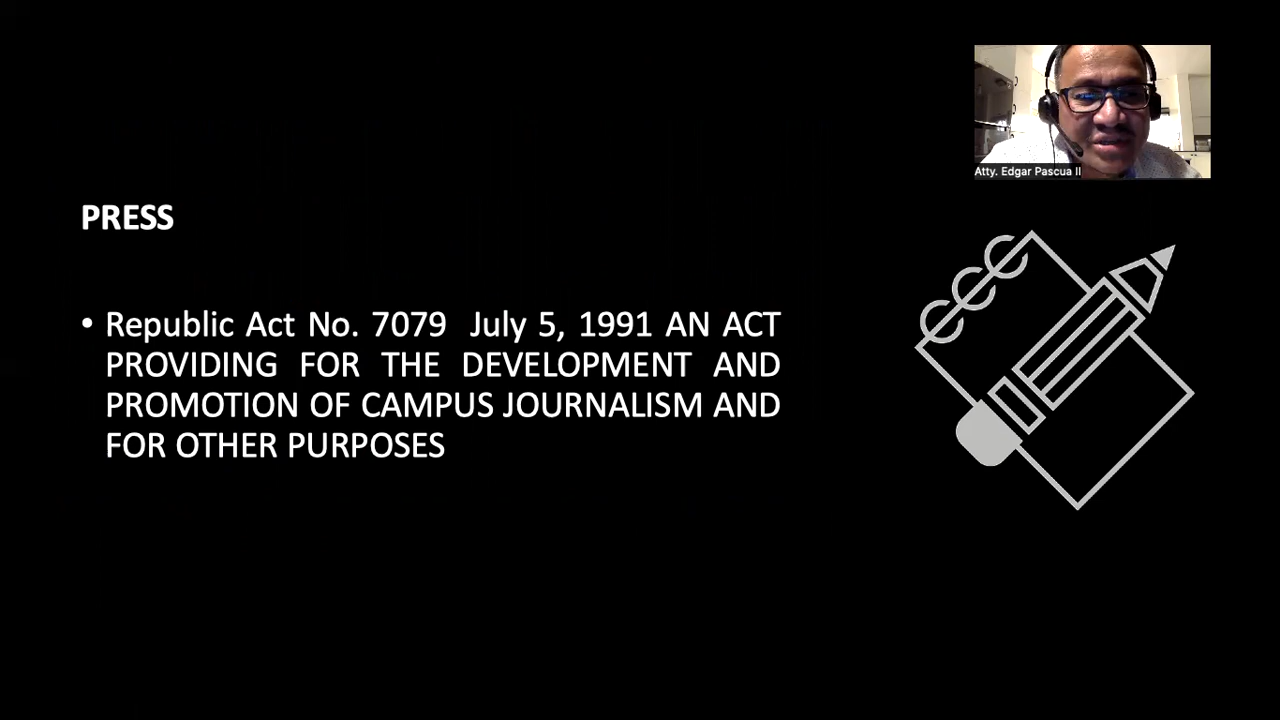 Atty. Edgar Pascua II
PRESS
• Republic Act No. 7079 July 5, 1991 AN ACT
PROVIDING FOR THE DEVELOPMENT AND
PROMOTION OF CAMPUS JOURNALISM AND
FOR OTHER PURPOSES